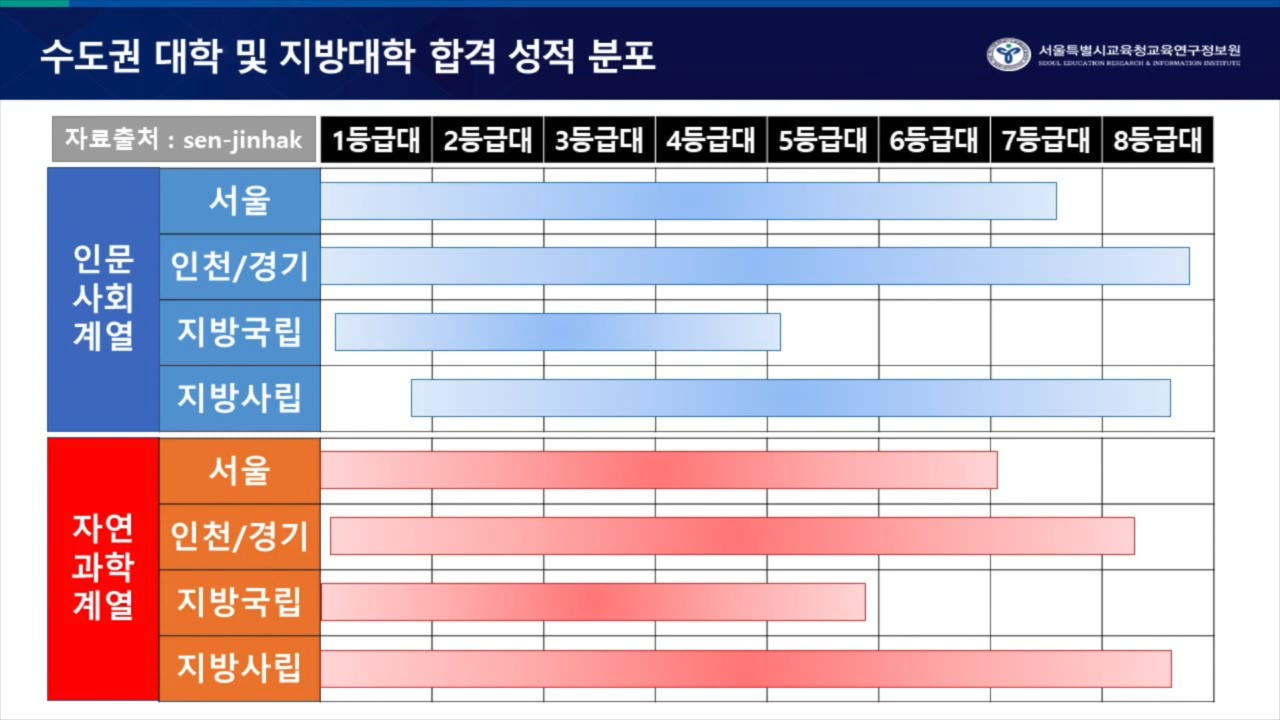 수도권 대학 및 지방대학 합격 성적 분포
서울특별시교육청교육연구정보원
SEOUL EDUCATION RESEARCH & INFORMATION INSTITUTE
자료출처 : sen-jinhak 1등급대 2등급대 3등급대 4등급대 5등급대 6등급대 7등급대 8등급대
인문
사회
계열
서울
인천/경기
지방국립
지방사립
자연
과학
계열
서울
인천/경기
지방국립
지방사립